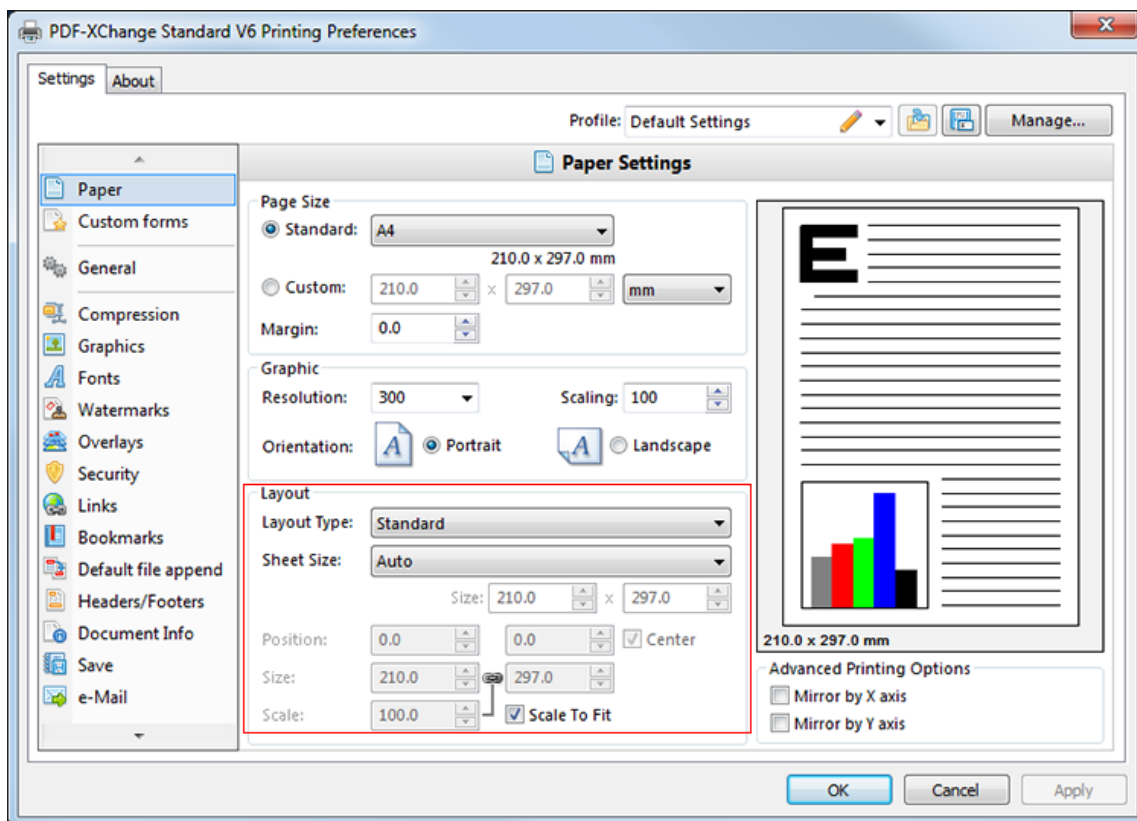 PDF-XChange Standard V6 Printing Preferences
Settings About
Profile: Default Settings Manage...
Paper
Custom forms
General
Compression
Graphics
Fonts
Watermarks
Overlays
Security
Links
Bookmarks
Default file append
Headers/Footers
Document Info
Save
e-Mail
Paper Settings
Page Size
Standard: A4
210.0 x 297.0 mm
Custom: 210.0 x 297.0 mm
Margin: 0.0
Graphic
Resolution: 300 Scaling: 100
Orientation: A Portrait A Landscape
Layout
Layout Type: Standard
Sheet Size: Auto
Size: 210.0 x 297.0
Position: 0.0 0.0 Center
Size: 210.0 297.0
Scale: 100.0 Scale To Fit
E
210.0 x 297.0 mm
Advanced Printing Options
Mirror by X axis
Mirror by Y axis
OK Cancel Apply